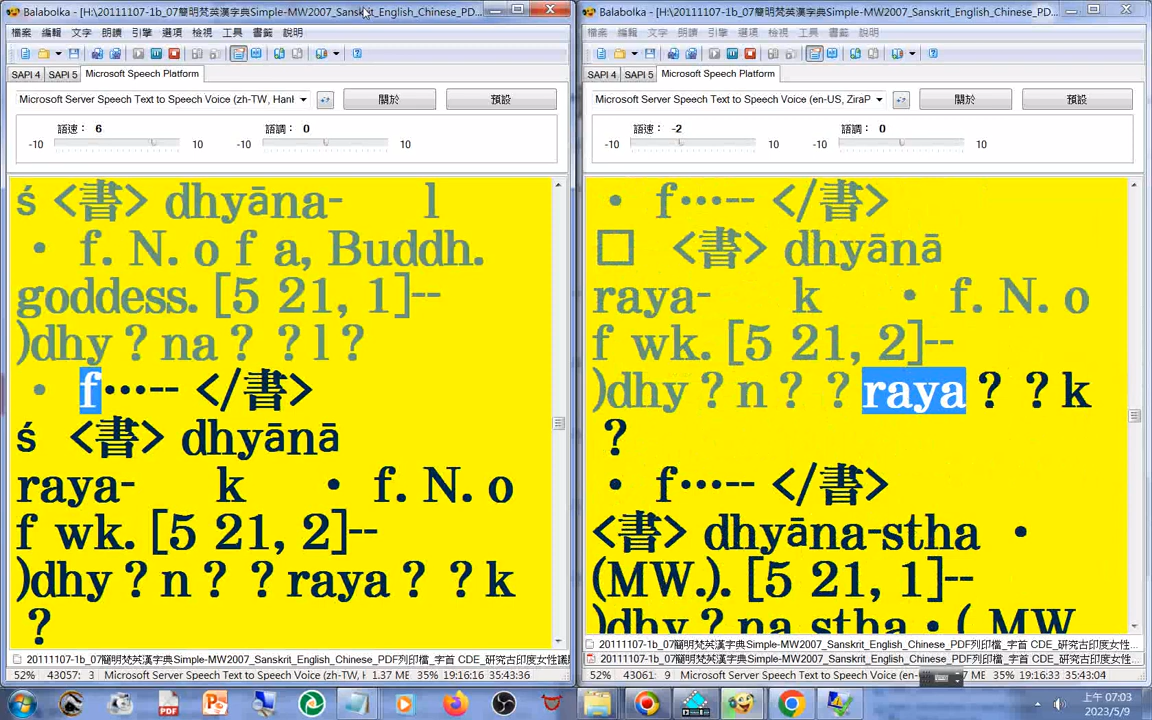 Balabolka - [H:\20111107-1b_07簡明梵英漢字典Simple-MW2007_Sanskrit_English_Chinese_PD...
檔案 編輯 文字 朗讀 引擎 選項 檢視 工具 書籤 說明
SAPI 4 SAPI 5 Microsoft Speech Platform
Microsoft Server Speech Text to Speech Voice (zh-TW, Hanl 關於 預設
語速： 6 語調： 0
-10 10 -10 10
ś <書> dhyāna- l
• f. N. o f a, Buddh.
goddess. [5 21, 1]--
)dhy ? na ? ? l ?
• f…-- </書>
ś <書> dhyānā
raya- k • f. N. o
f wk. [5 21, 2]--
)dhy ? n ? ? raya ? ? k
?
20111107-1b_07簡明梵英漢字典Simple-MW2007_Sanskrit_English_Chinese_PDF列印檔_字首 CDE_研究古印度女性議
52% 43057: 3 Microsoft Server Speech Text to Speech Voice (zh-TW, 1.37 MB 35% 19:16:16 35:43:36
Balabolka - [H:\20111107-1b_07簡明梵英漢字典Simple-MW2007_Sanskrit_English_Chinese_PD...
檔案 編輯 文字 朗讀 引擎 選項 檢視 工具 書籤 說明
SAPI 4 SAPI 5 Microsoft Speech Platform
Microsoft Server Speech Text to Speech Voice (en-US, ZiraP 關於 預設
語速： -2 語調： 0
-10 10 -10 10
• f…-- </書>
□ <書> dhyānā
raya- k • f. N. o
f wk. [5 21, 2]--
)dhy ? n ? ? raya ? ? k
?
• f…-- </書>
<書> dhyāna-stha •
(MW.). [5 21, 1]--
)dhy ? na stha • ( MW
20111107-1b_07簡明梵英漢字典Simple-MW2007_Sanskrit_English_Chinese_PDF列印檔_字首 CDE_研究古印度女性
20111107-1b_07簡明梵英漢字典Simple-MW2007_Sanskrit_English_Chinese_PDF列印檔_字首 CDE_研究古印度女性...
52% 43061: 9 Microsoft Server Speech Text to Speech Voice (en-US, ME 35% 19:16:33 35:43:04
上午 07:03
2023/5/9